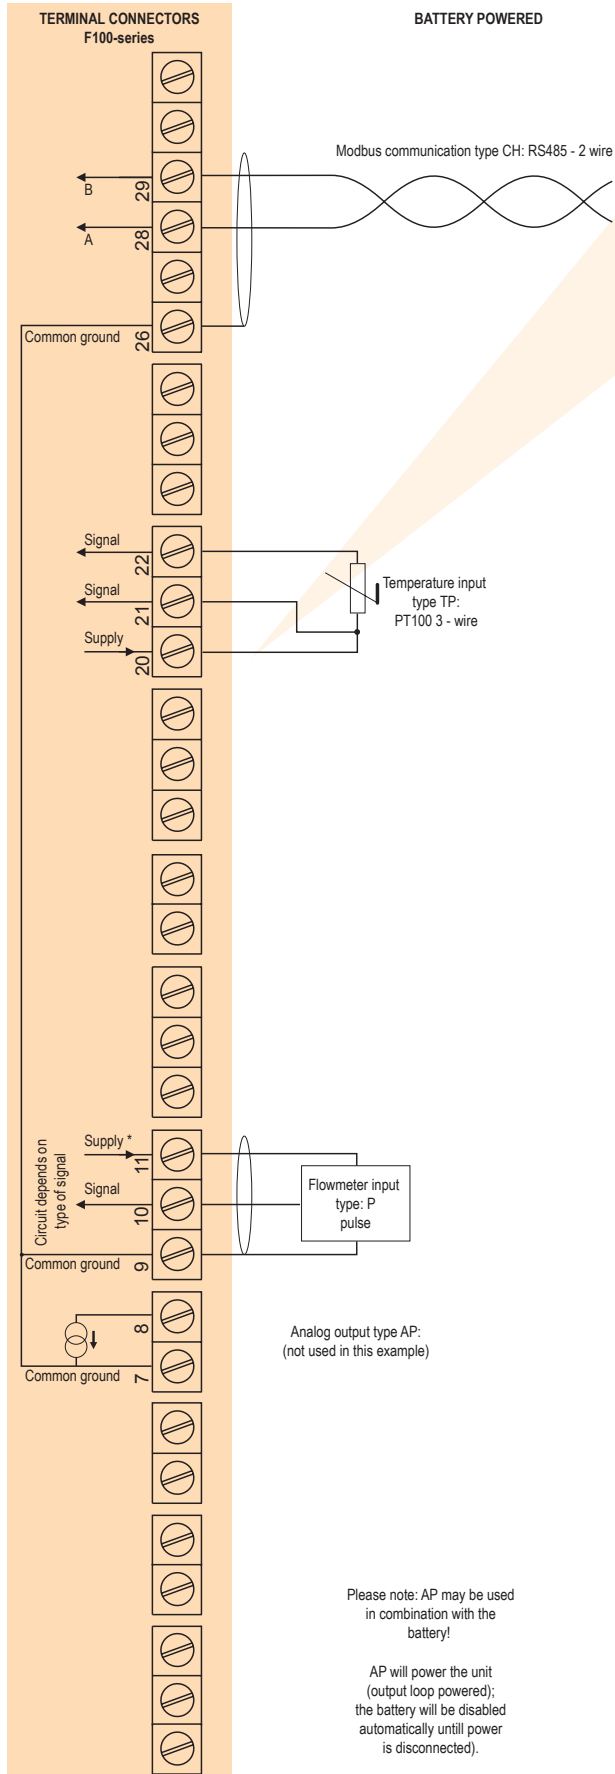 TERMINAL CONNECTORS
F100-series
BATTERY POWERED
Modbus communication type CH: RS485 - 2 wire
B
29
A
28
Common ground
26
Signal
22
Signal
21
Supply
20
Temperature input
type TP:
PT100 3 - wire
Circuit depends on
type of signal
Supply *
11
Signal
10
Common ground
9
Flowmeter input
type: P
pulse
8
Common ground
7
Analog output type AP:
(not used in this example)
Please note: AP may be used
in combination with the
battery!
AP will power the unit
(output loop powered);
the battery will be disabled
automatically untill power
is disconnected).